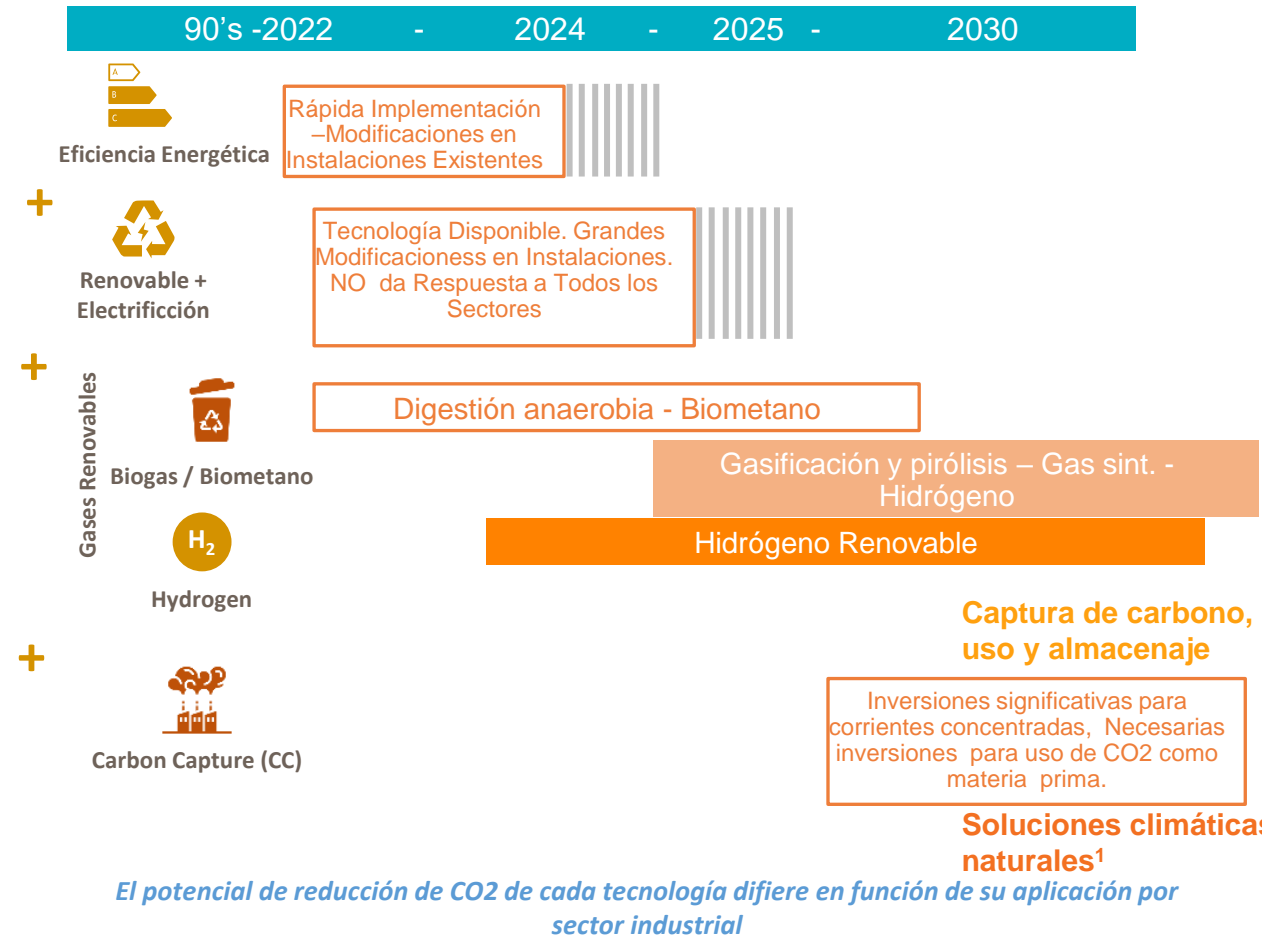 90's -2022 - 2024 - 2025 - 2030
A
B
C
Eficiencia Energética
Rápida Implementación
–Modificaciones en
Instalaciones Existentes
+
Renovable +
Electrificción
Tecnología Disponible. Grandes
Modificacioness en Instalaciones.
NO da Respuesta a Todos los
Sectores
+
Gases Renovables
Biogas / Biometano
Digestión anaerobia - Biometano
Gasificación y pirólisis – Gas sint. -
Hidrógeno
H2
Hydrogen
Hidrógeno Renovable
+
Carbon Capture (CC)
Captura de carbono,
uso y almacenaje
Inversiones significativas para
corrientes concentradas, Necesarias
inversiones para uso de CO2 como
materia prima.
Soluciones climáticas
naturales¹
El potencial de reducción de CO2 de cada tecnología difiere en función de su aplicación por
sector industrial